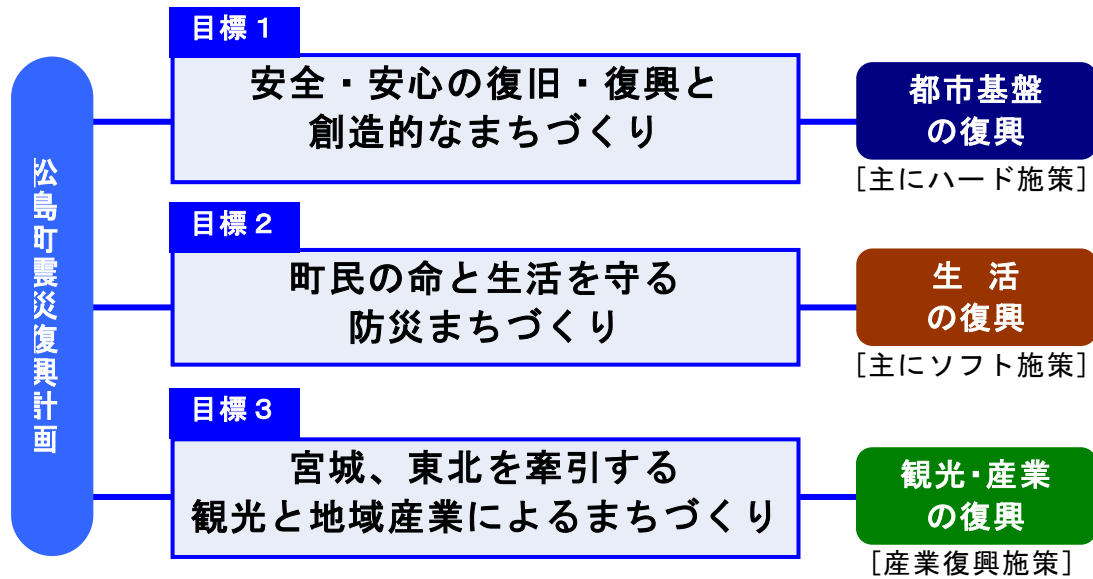 松島町震災復興計画
目標１
安全・安心の復旧・復興と
創造的なまちづくり
都市基盤
の復興
[主にハード施策]
目標２
町民の命と生活を守る
防災まちづくり
生　活
の復興
[主にソフト施策]
目標３
宮城、東北を牽引する
観光と地域産業によるまちづくり
観光・産業
の復興
[産業復興施策]